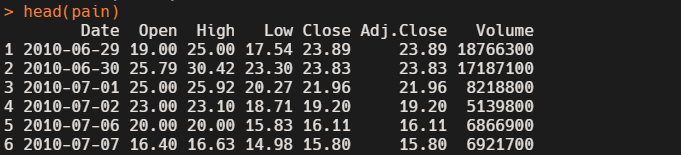 > head(pain)
Date Open High Low Close Adj.Close Volume
1 2010-06-29 19.00 25.00 17.54 23.89 23.89 18766300
2 2010-06-30 25.79 30.42 23.30 23.83 23.83 17187100
3 2010-07-01 25.00 25.92 20.27 21.96 21.96 8218800
4 2010-07-02 23.00 23.10 18.71 19.20 19.20 5139800
5 2010-07-06 20.00 20.00 15.83 16.11 16.11 6866900
6 2010-07-07 16.40 16.63 14.98 15.80 15.80 6921700